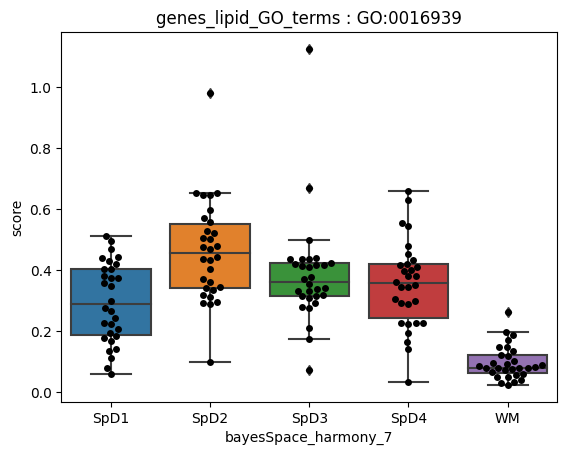 genes_lipid_GO_terms : GO:0016939
1.0
0.8
0.6
0.4
0.2
0.0
score
SpD1 SpD2 SpD3 SpD4 WM
bayesSpace_harmony_7